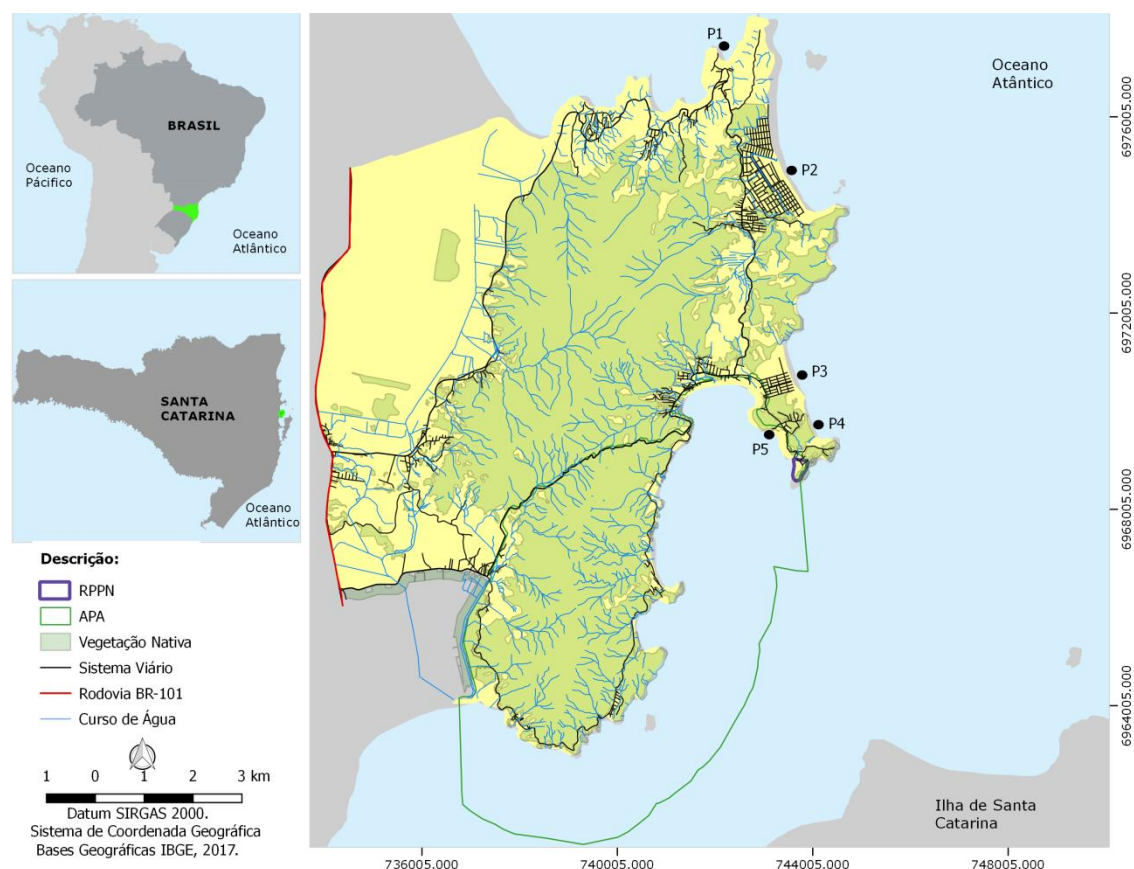 BRASIL
Oceano
Pácifico
Oceano
Atlântico
SANTA
CATARINA
Oceano
Atlântico
Descrição:
RPPN
APA
Vegetação Nativa
Sistema Viário
Rodovia BR-101
Curso de Água
1 0 1 2 3 km
Datum SIRGAS 2000.
Sistema de Coordenada Geográfica
Bases Geográficas IBGE, 2017.
P1
Oceano
Atântico
P2
P3
P4
P5
Ilha de Santa
Catarina
6976005.000
6972005.000
6968005.000
6964005.000
736005.000 740005.000 744005.000 748005.000